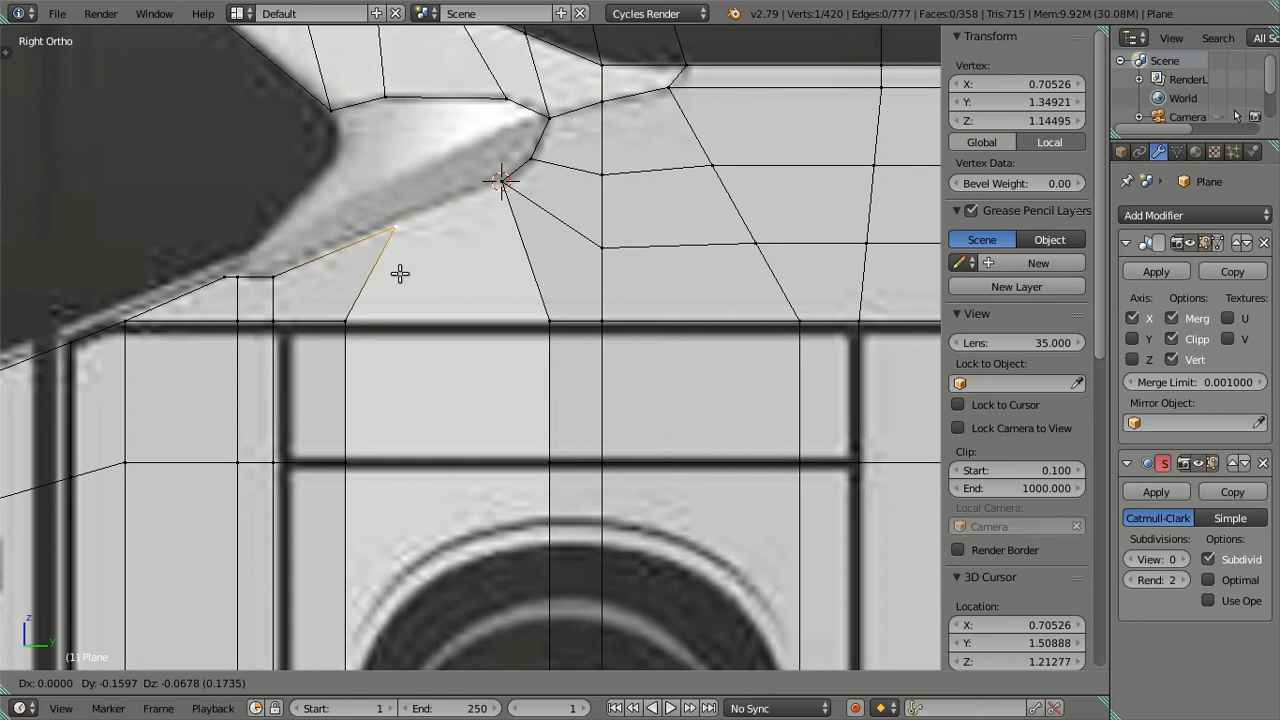 File Render Window Help Default Scene Cycles Render v2.79 | Verts:1/420 | Edges:0/777 | Faces:0/358 | Tris:715 | Mem:9.92M (30.08M) | Plane
Right Ortho
Transform
Vertex:
X: 0.70526
Y: 1.34921
Z: 1.14495
Global Local
Vertex Data:
Bevel Weight: 0.00
Grease Pencil Layers
Scene Object
New
New Layer
View
Lens: 35.000
Lock to Object:
Lock to Cursor
Lock Camera to View
Clip:
Start: 0.100
End: 1000.000
Local Camera:
Camera
Render Border
3D Cursor
Location:
X: 0.70526
Y: 1.50888
Z: 1.21277
View Search All Sc
Scene
RenderL
World
Camera
Plane
Add Modifier
Apply Copy
Axis: Options: Textures:
X Merg U
Y Clipp V
Z Vert
Merge Limit: 0.001000
Mirror Object:
S
Apply Copy
Catmull-Clark Simple
Subdivisions: Options:
View: 0 Subdivid
Rend: 2 Optimal
Use Ope
z
y
(1) Plane
Dx: 0.0000 Dy: -0.1597 Dz: -0.0678 (0.1735)
View Marker Frame Playback Start: 1 End: 250 1 No Sync